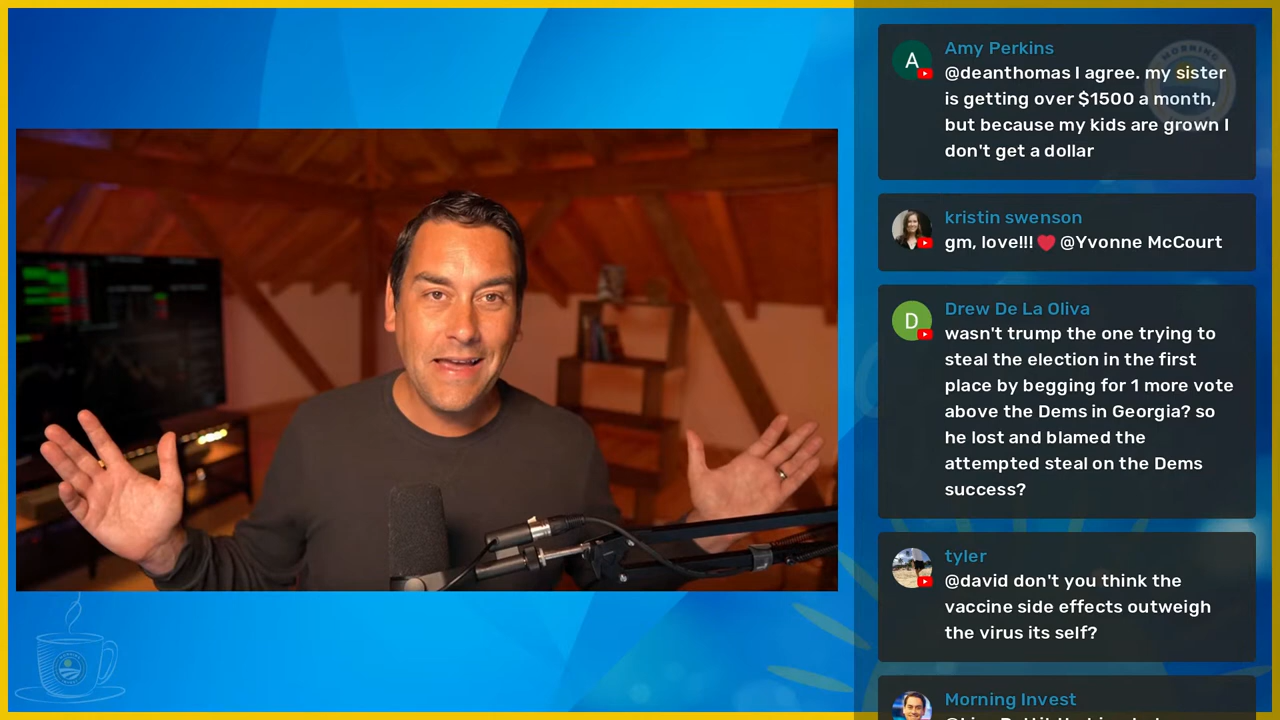 Amy Perkins
@deanthomas I agree. my sister
is getting over $1500 a month,
but because my kids are grown I
don't get a dollar
MORNING
kristin swenson
gm, love!!! ❤️ @Yvonne McCourt
Drew De La Oliva
wasn't trump the one trying to
steal the election in the first
place by begging for 1 more vote
above the Dems in Georgia? so
he lost and blamed the
attempted steal on the Dems
success?
tyler
@david don't you think the
vaccine side effects outweigh
the virus its self?
Morning Invest